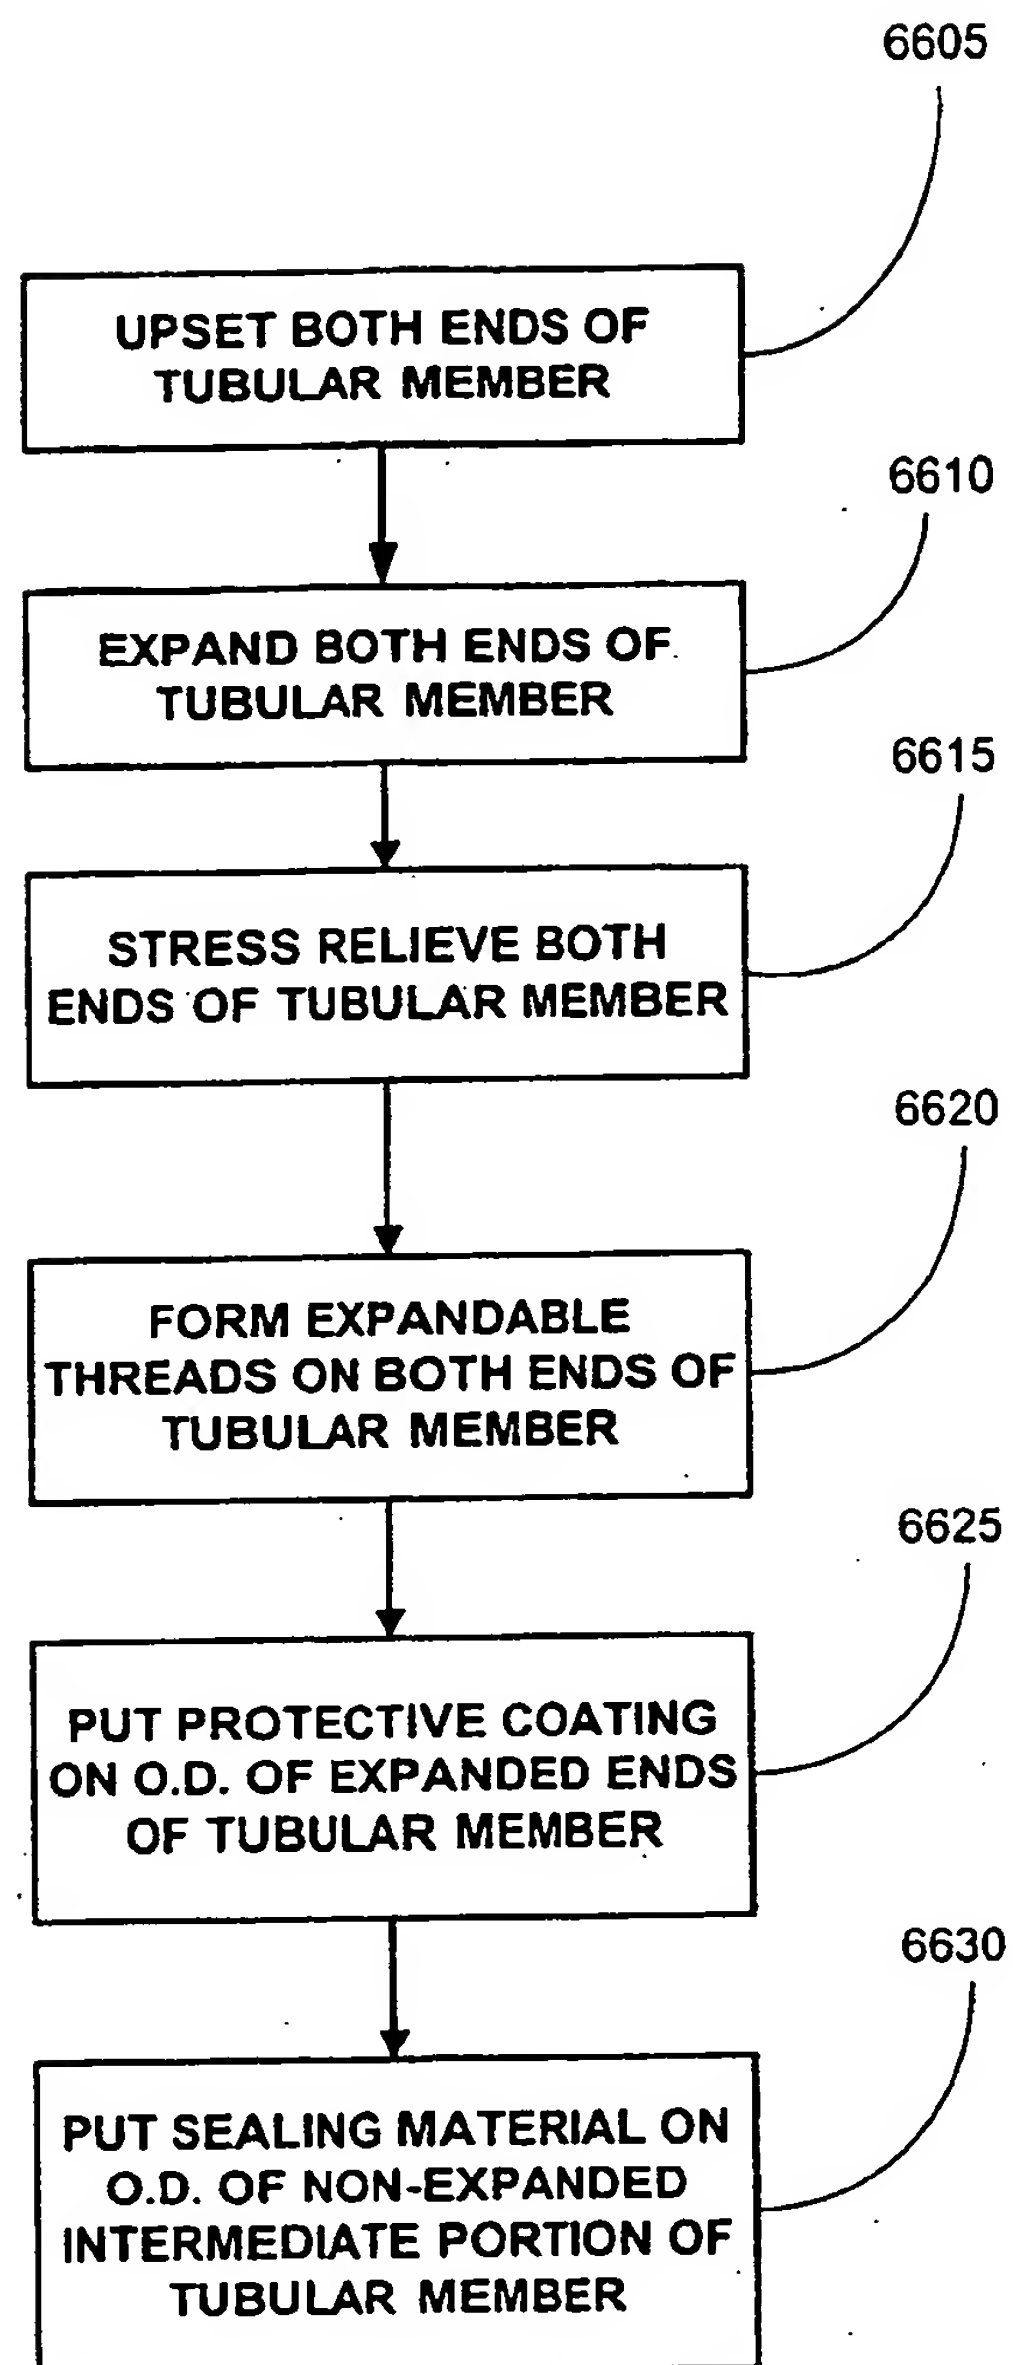 6605
UPSET BOTH ENDS OF
TUBULAR MEMBER
6610
EXPAND BOTH ENDS OF
TUBULAR MEMBER
6615
STRESS RELIEVE BOTH
ENDS OF TUBULAR MEMBER
6620
FORM EXPANDABLE
THREADS ON BOTH ENDS OF
TUBULAR MEMBER
6625
PUT PROTECTIVE COATING
ON O.D. OF EXPANDED ENDS
OF TUBULAR MEMBER
6630
PUT SEALING MATERIAL ON
O.D. OF NON-EXPANDED
INTERMEDIATE PORTION OF
TUBULAR MEMBER